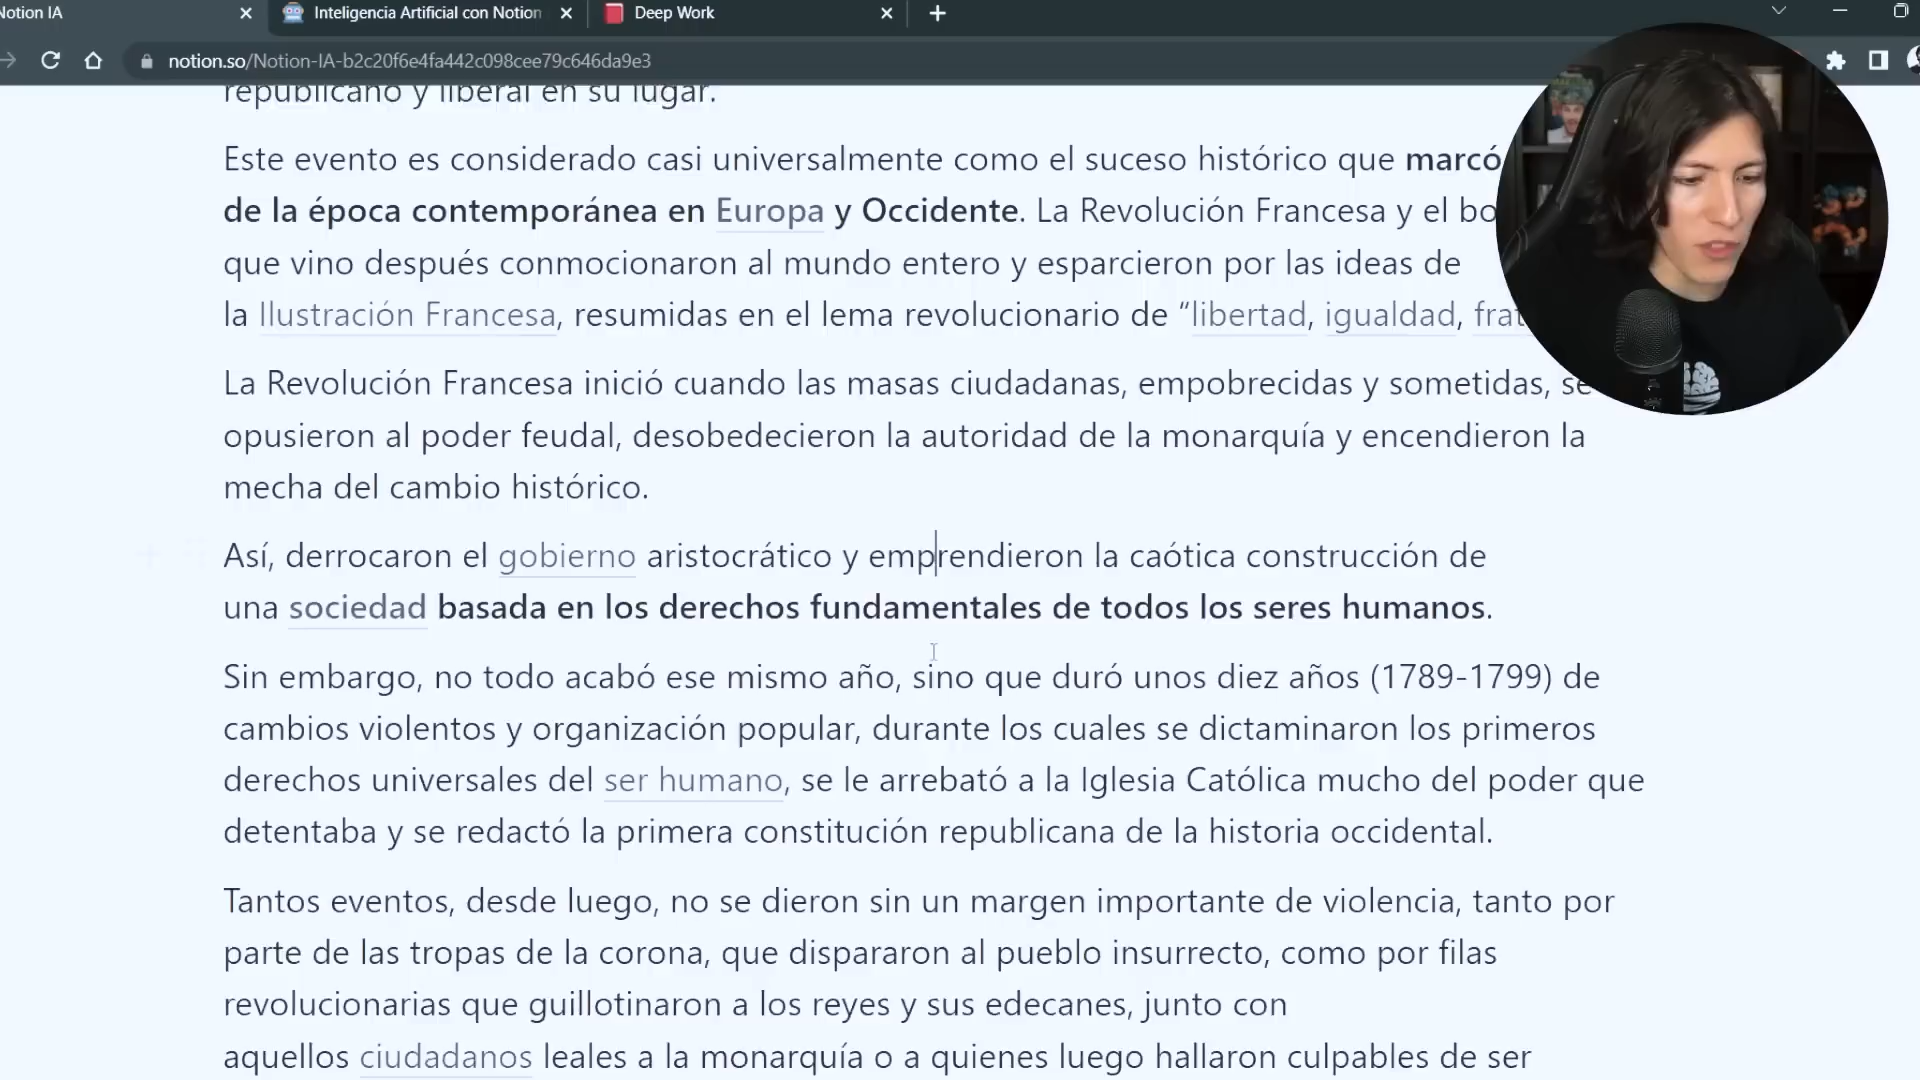 Notion IA
Inteligencia Artificial con Notion
Deep Work
notion.so/Notion-IA-b2c20f6e4fa442c098cee79c646da9e3
republicano y liberal en su lugar.
Este evento es considerado casi universalmente como el suceso histórico que marcó
de la época contemporánea en Europa y Occidente. La Revolución Francesa y el
que vino después conmocionaron al mundo entero y esparcieron por las ideas de
la Ilustración Francesa, resumidas en el lema revolucionario de “libertad, igualdad,
La Revolución Francesa inició cuando las masas ciudadanas, empobrecidas y sometidas, se
opusieron al poder feudal, desobedecieron la autoridad de la monarquía y encendieron la
mecha del cambio histórico.
Así, derrocaron el gobierno aristocrático y emprendieron la caótica construcción de
una sociedad basada en los derechos fundamentales de todos los seres humanos.
Sin embargo, no todo acabó ese mismo año, sino que duró unos diez años (1789-1799) de
cambios violentos y organización popular, durante los cuales se dictaminaron los primeros
derechos universales del ser humano, se le arrebató a la Iglesia Católica mucho del poder que
detentaba y se redactó la primera constitución republicana de la historia occidental.
Tantos eventos, desde luego, no se dieron sin un margen importante de violencia, tanto por
parte de las tropas de la corona, que dispararon al pueblo insurrecto, como por filas
revolucionarias que guillotinaron a los reyes y sus edecanes, junto con
aquellos ciudadanos leales a la monarquía o a quienes luego hallaron culpables de ser